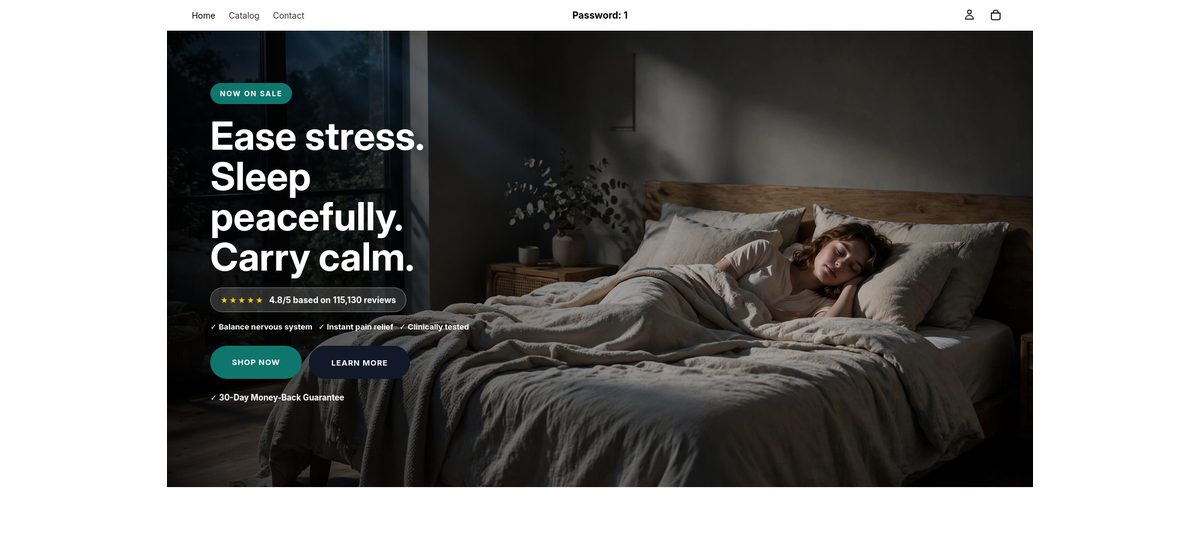 Home Catalog Contact Password: 1
NOW ON SALE
Ease stress.
Sleep
peacefully.
Carry calm.
★★★★★ 4.8/5 based on 115,130 reviews
✓ Balance nervous system ✓ Instant pain relief ✓ Clinically tested
SHOP NOW LEARN MORE
✓ 30-Day Money-Back Guarantee